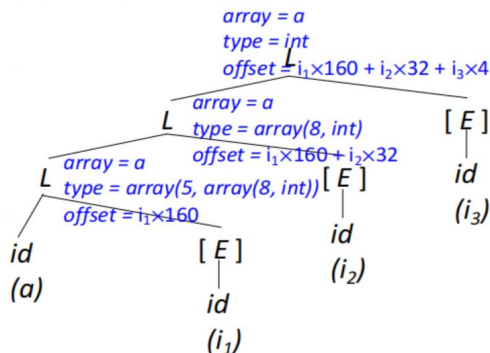 array = a
type = int
L
offset = i₁×160 + i₂×32 + i₃×4
array = a
L
type = array(8, int)
[ E ]
offset = i₁×160 + i₂×32
array = a
L
type = array(5, array(8, int))
[ E ]
id
offset = i₁×160
(i₃)
id
[ E ]
id
(a)
(i₂)
id
(i₁)